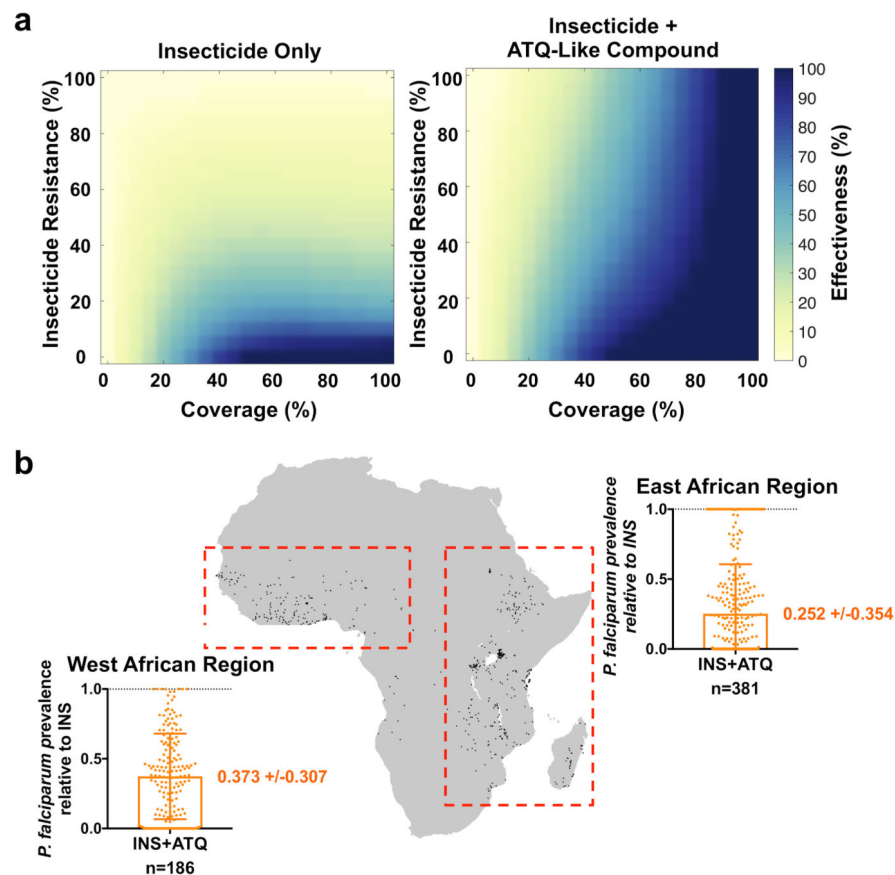 a
Insecticide Only
Insecticide +
ATQ-Like Compound
Insecticide Resistance (%)
100
80
60
40
20
0
0
20
40
60
80
100
Coverage (%)
Insecticide Resistance (%)
100
80
60
40
20
0
0
20
40
60
80
100
Coverage (%)
100
90
80
70
60
50
40
30
20
10
0
Effectiveness (%)
b
East African Region
P. falciparum prevalence
relative to INS
1.0
0.5
0.0
0.252 +/-0.354
INS+ATQ
n=381
West African Region
P. falciparum prevalence
relative to INS
1.0
0.5
0.0
0.373 +/-0.307
INS+ATQ
n=186